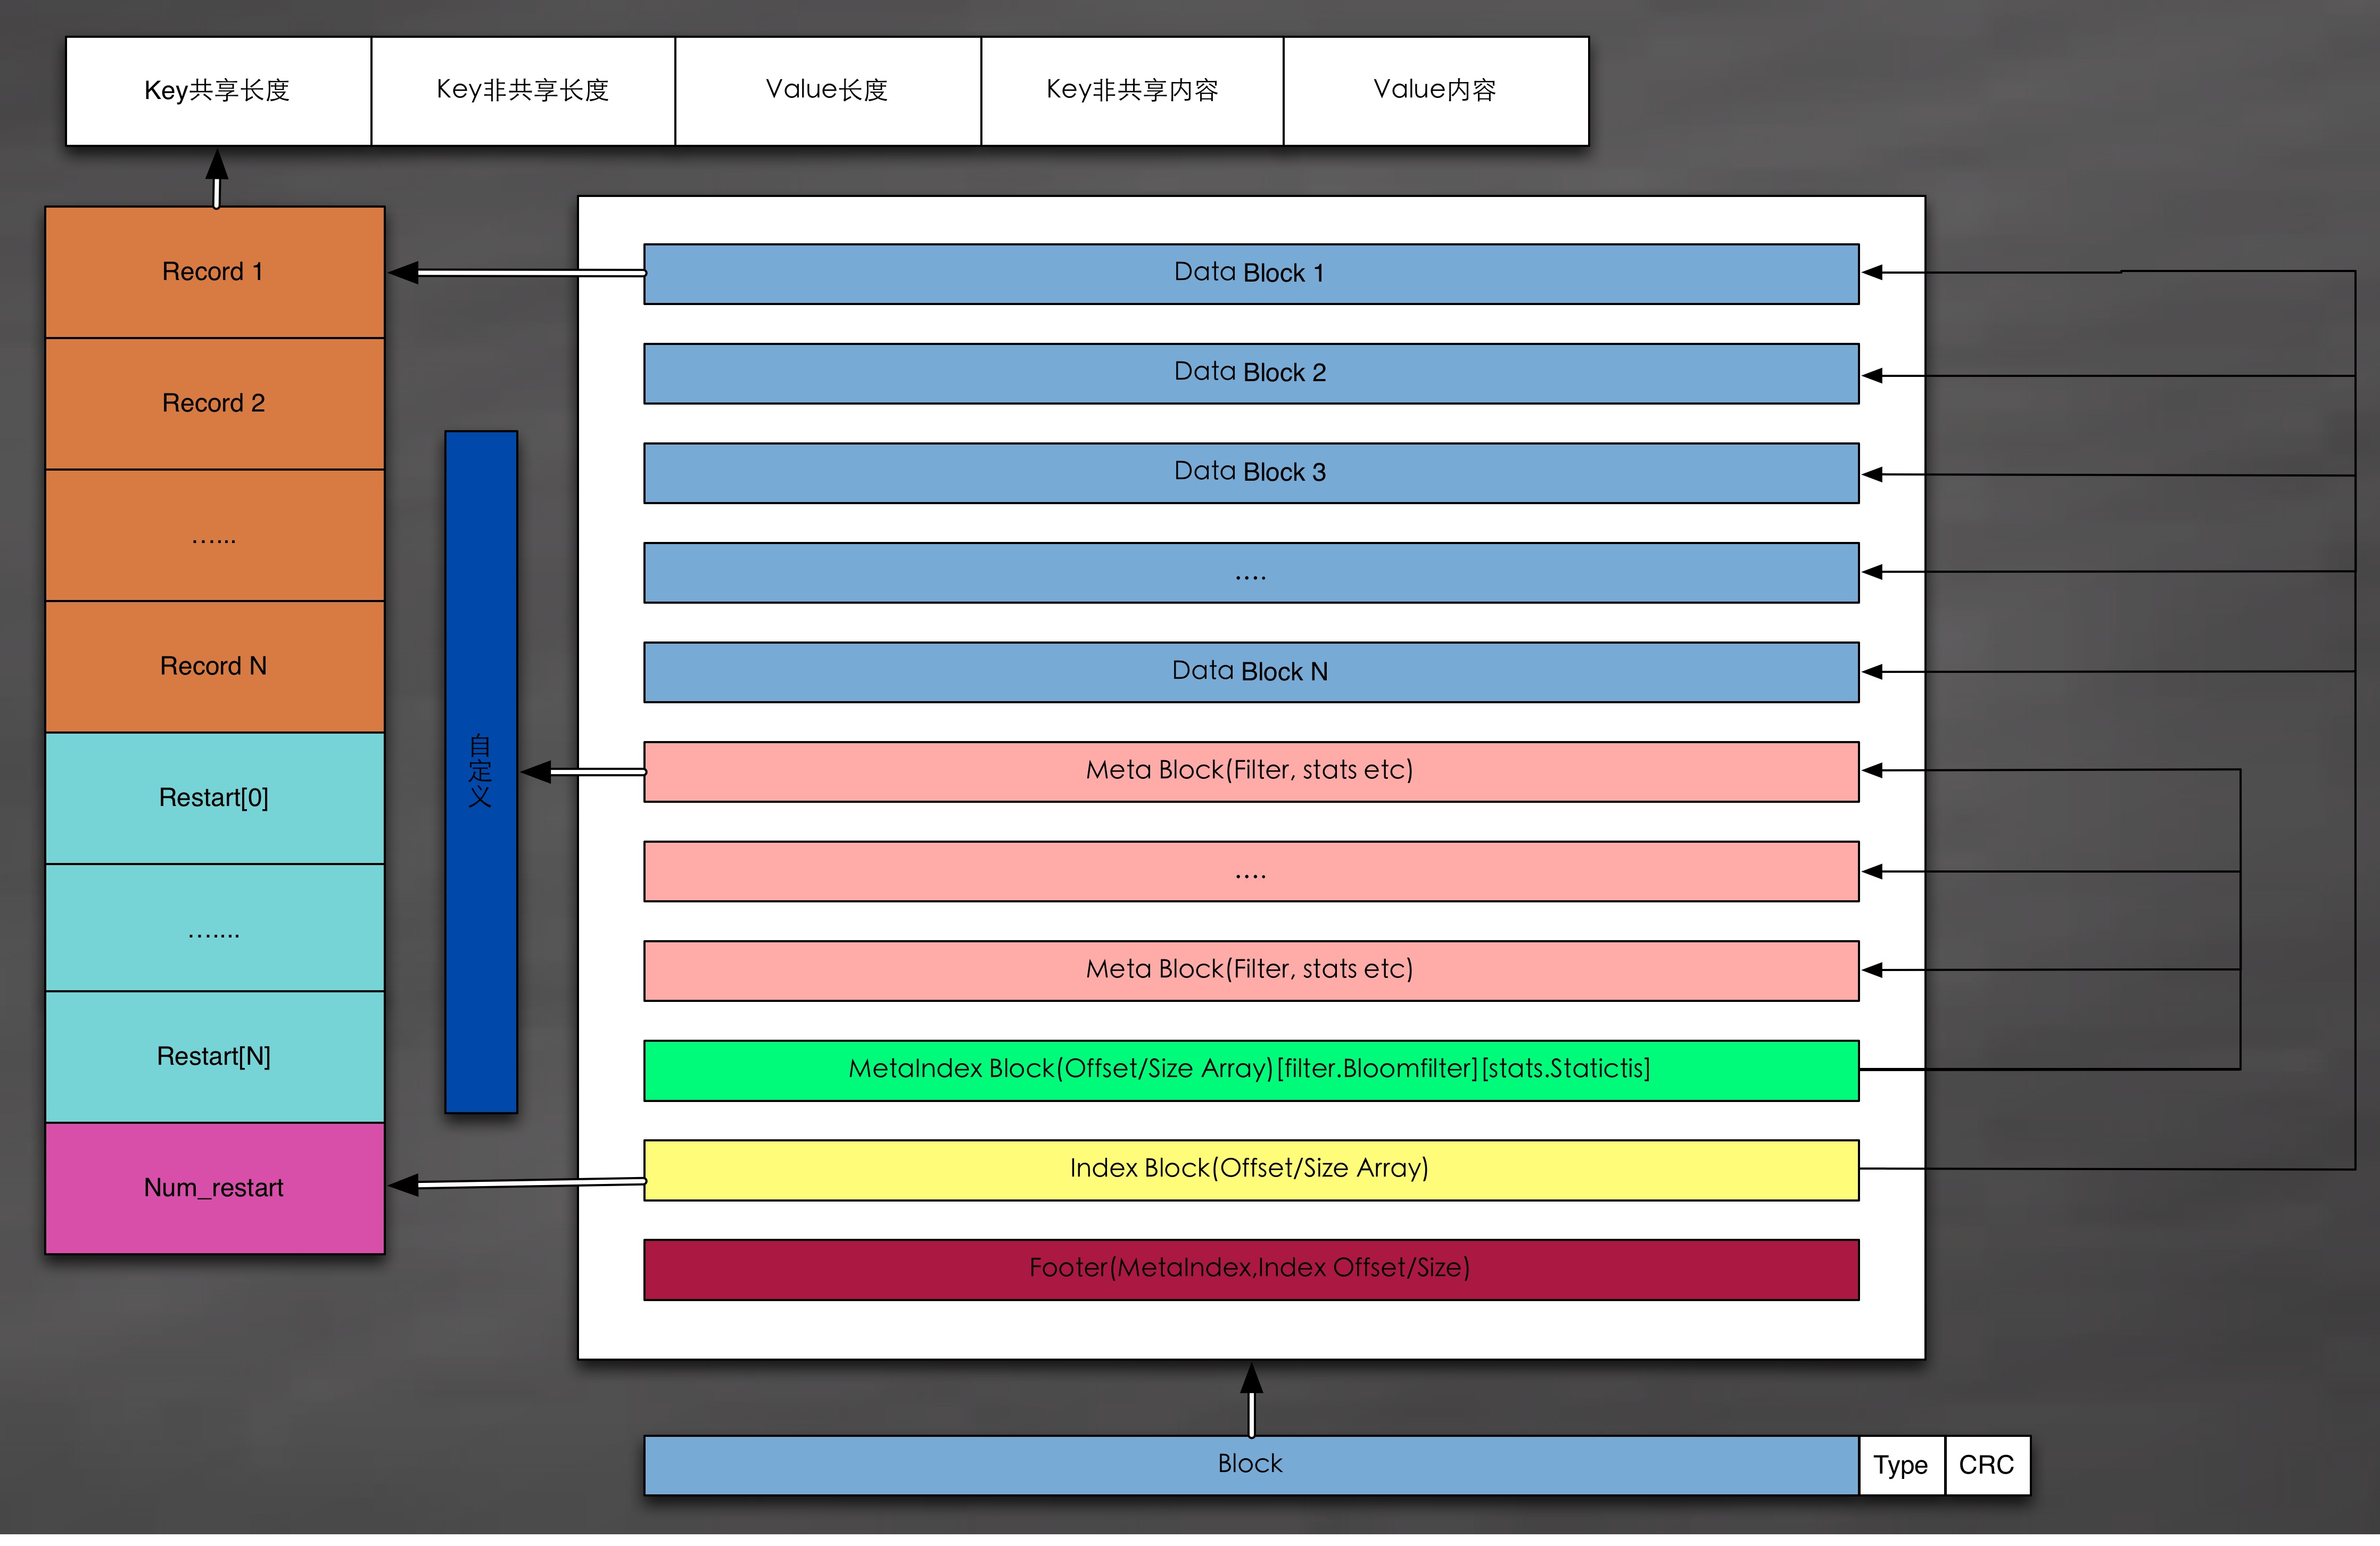 Key共享长度
Key非共享长度
Value长度
Key非共享内容
Value内容
Record 1
Record 2
......
Record N
Restart[0]
.......
Restart[N]
Num_restart
自定义
Data Block 1
Data Block 2
Data Block 3
....
Data Block N
Meta Block(Filter, stats etc)
....
Meta Block(Filter, stats etc)
MetaIndex Block(Offset/Size Array)[filter.Bloomfilter][stats.Statictis]
Index Block(Offset/Size Array)
Footer(MetaIndex,Index Offset/Size)
Block
Type
CRC